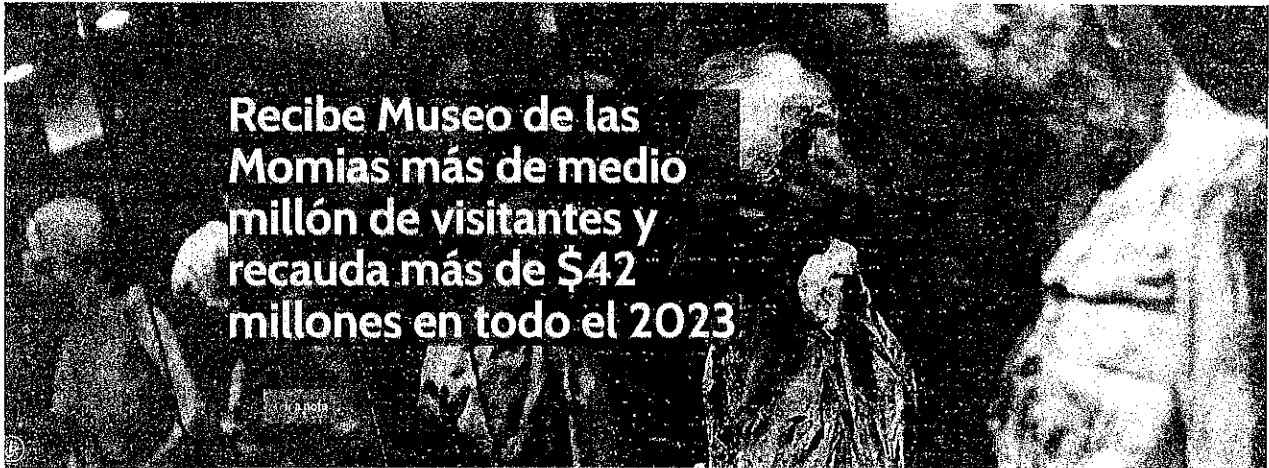 Recibe Museo de las
Momias más de medio
millón de visitantes y
recauda más de $42
millones en todo el 2023